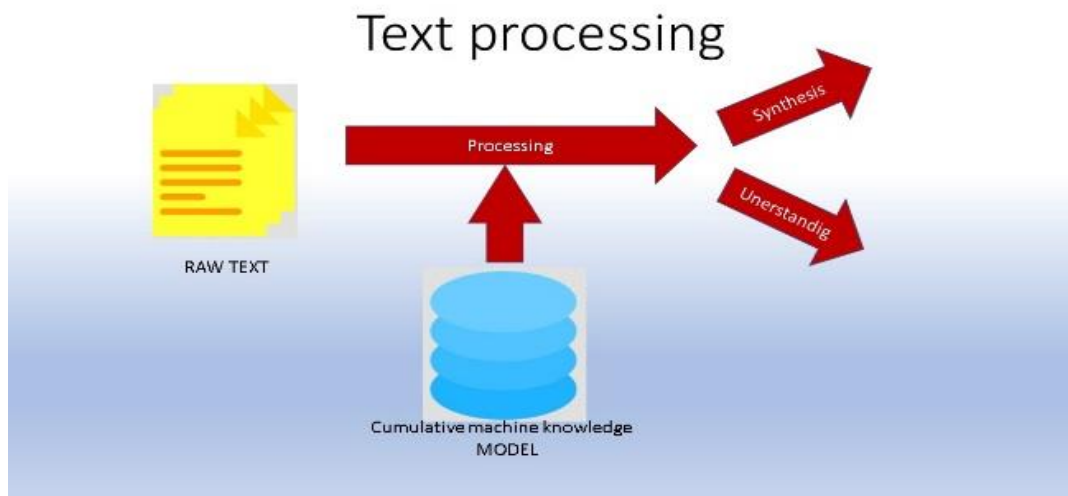 Text processing
Synthesis
Processing
Unerstandig
RAW TEXT
Cumulative machine knowledge
MODEL